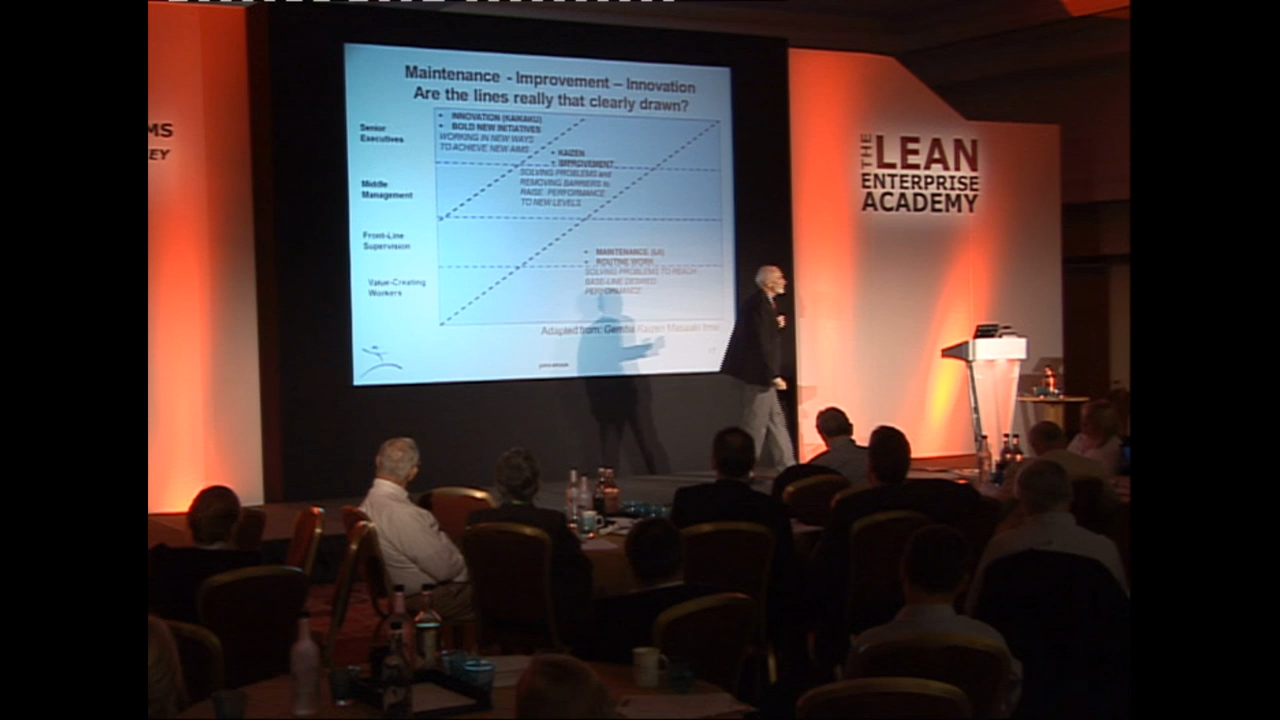 MS
EY
Maintenance - Improvement – Innovation
Are the lines really that clearly drawn?
Senior
Executives
• INNOVATION (KAIKAKU)
• BOLD NEW INITIATIVES
WORKING IN NEW WAYS
TO ACHIEVE NEW AIMS
• KAIZEN
• IMPROVEMENT
SOLVING PROBLEMS and
REMOVING BARRIERS to
RAISE PERFORMANCE
TO NEW LEVELS
Middle
Management
Front-Line
Supervision
• MAINTENANCE
• ROUTINE WORK
SOLVING PROBLEMS TO REACH
BASE-LINE DESIRED
PERFORMANCE
Value-Creating
Workers
Adapted from: Gemba Kaizen Masaaki Imai
THE LEAN
ENTERPRISE
ACADEMY